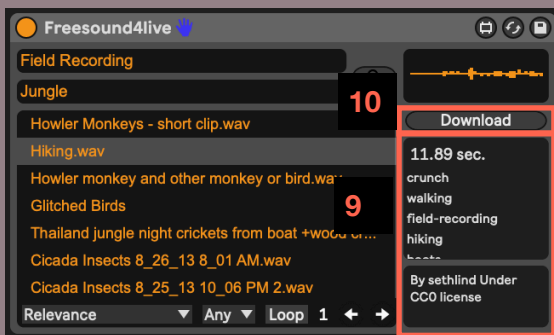 Freesound4live
Field Recording
Jungle
10
Download
Howler Monkeys - short clip.wav
Hiking.wav
Howler monkey and other monkey or bird.wav
Glitched Birds
Thailand jungle night crickets from boat +wood
Cicada Insects 8_26_13 8_01 AM.wav
Cicada Insects 8_25_13 10_06 PM 2.wav
9
11.89 sec.
crunch
walking
field-recording
hiking
boots
By sethlind Under
CC0 license
Relevance Any Loop 1